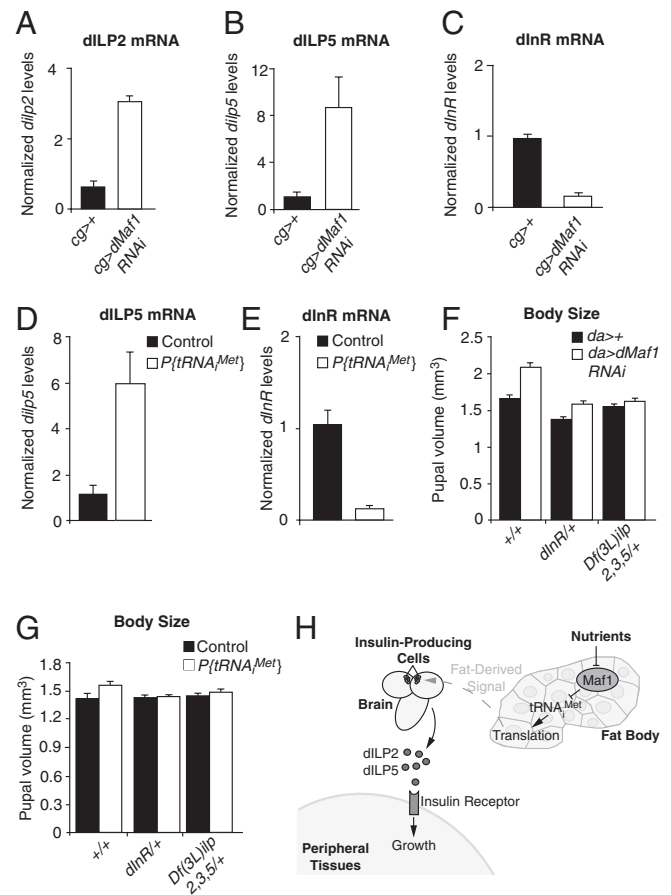 A
dILP2 mRNA
Normalized dilp2 levels
4
2
0
cg>+
cg>dMaf1
RNAi
B
dILP5 mRNA
Normalized dilp5 levels
12
8
4
0
cg>+
cg>dMaf1
RNAi
C
dInR mRNA
Normalized dInR levels
2
1
0
cg>+
cg>dMaf1
RNAi
D
dILP5 mRNA
Normalized dilp5 levels
8
6
4
2
0
Control
P{tRNAiMet}
E
dInR mRNA
Normalized dInR levels
2
1
0
Control
P{tRNAiMet}
F
Body Size
Pupal volume (mm3)
2.5
2
1.5
1
0.5
0
da>+
da>dMaf1
RNAi
+/+
dInR/+
Df(3L)ilp
2,3,5/+
G
Body Size
Pupal volume (mm3)
1.8
1.5
1.2
0.9
0.6
0.3
0
Control
P{tRNAiMet}
+/+
dInR/+
Df(3L)ilp
2,3,5/+
H
Insulin-Producing
Cells
Brain
Fat-Derived
Signal
Nutrients
Maf1
tRNAiMet
Translation
Fat Body
dILP2
dILP5
Insulin Receptor
Growth
Peripheral
Tissues